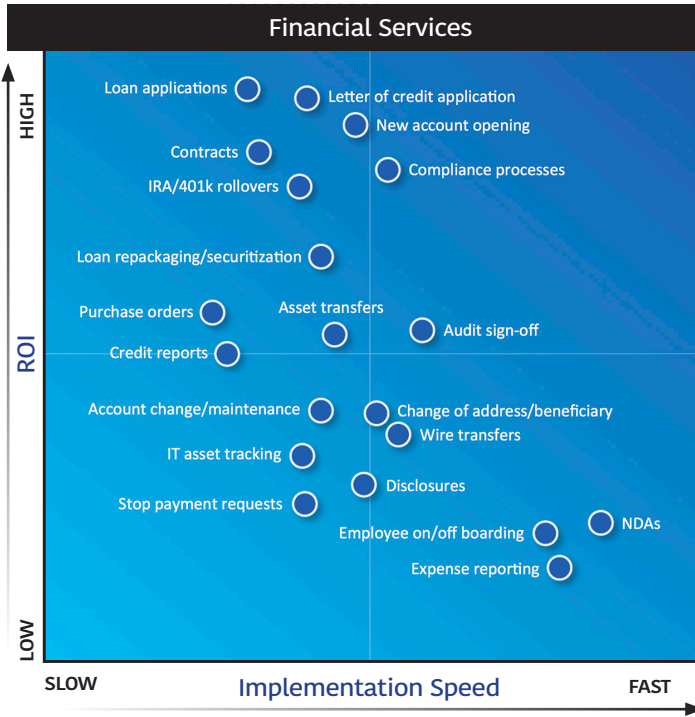 Financial Services
HIGH
ROI
LOW
Loan applications
Letter of credit application
New account opening
Contracts
Compliance processes
IRA/401k rollovers
Loan repackaging/securitization
Purchase orders
Asset transfers
Audit sign-off
Credit reports
Account change/maintenance
Change of address/beneficiary
Wire transfers
IT asset tracking
Disclosures
Stop payment requests
NDAs
Employee on/off boarding
Expense reporting
SLOW
Implementation Speed
FAST